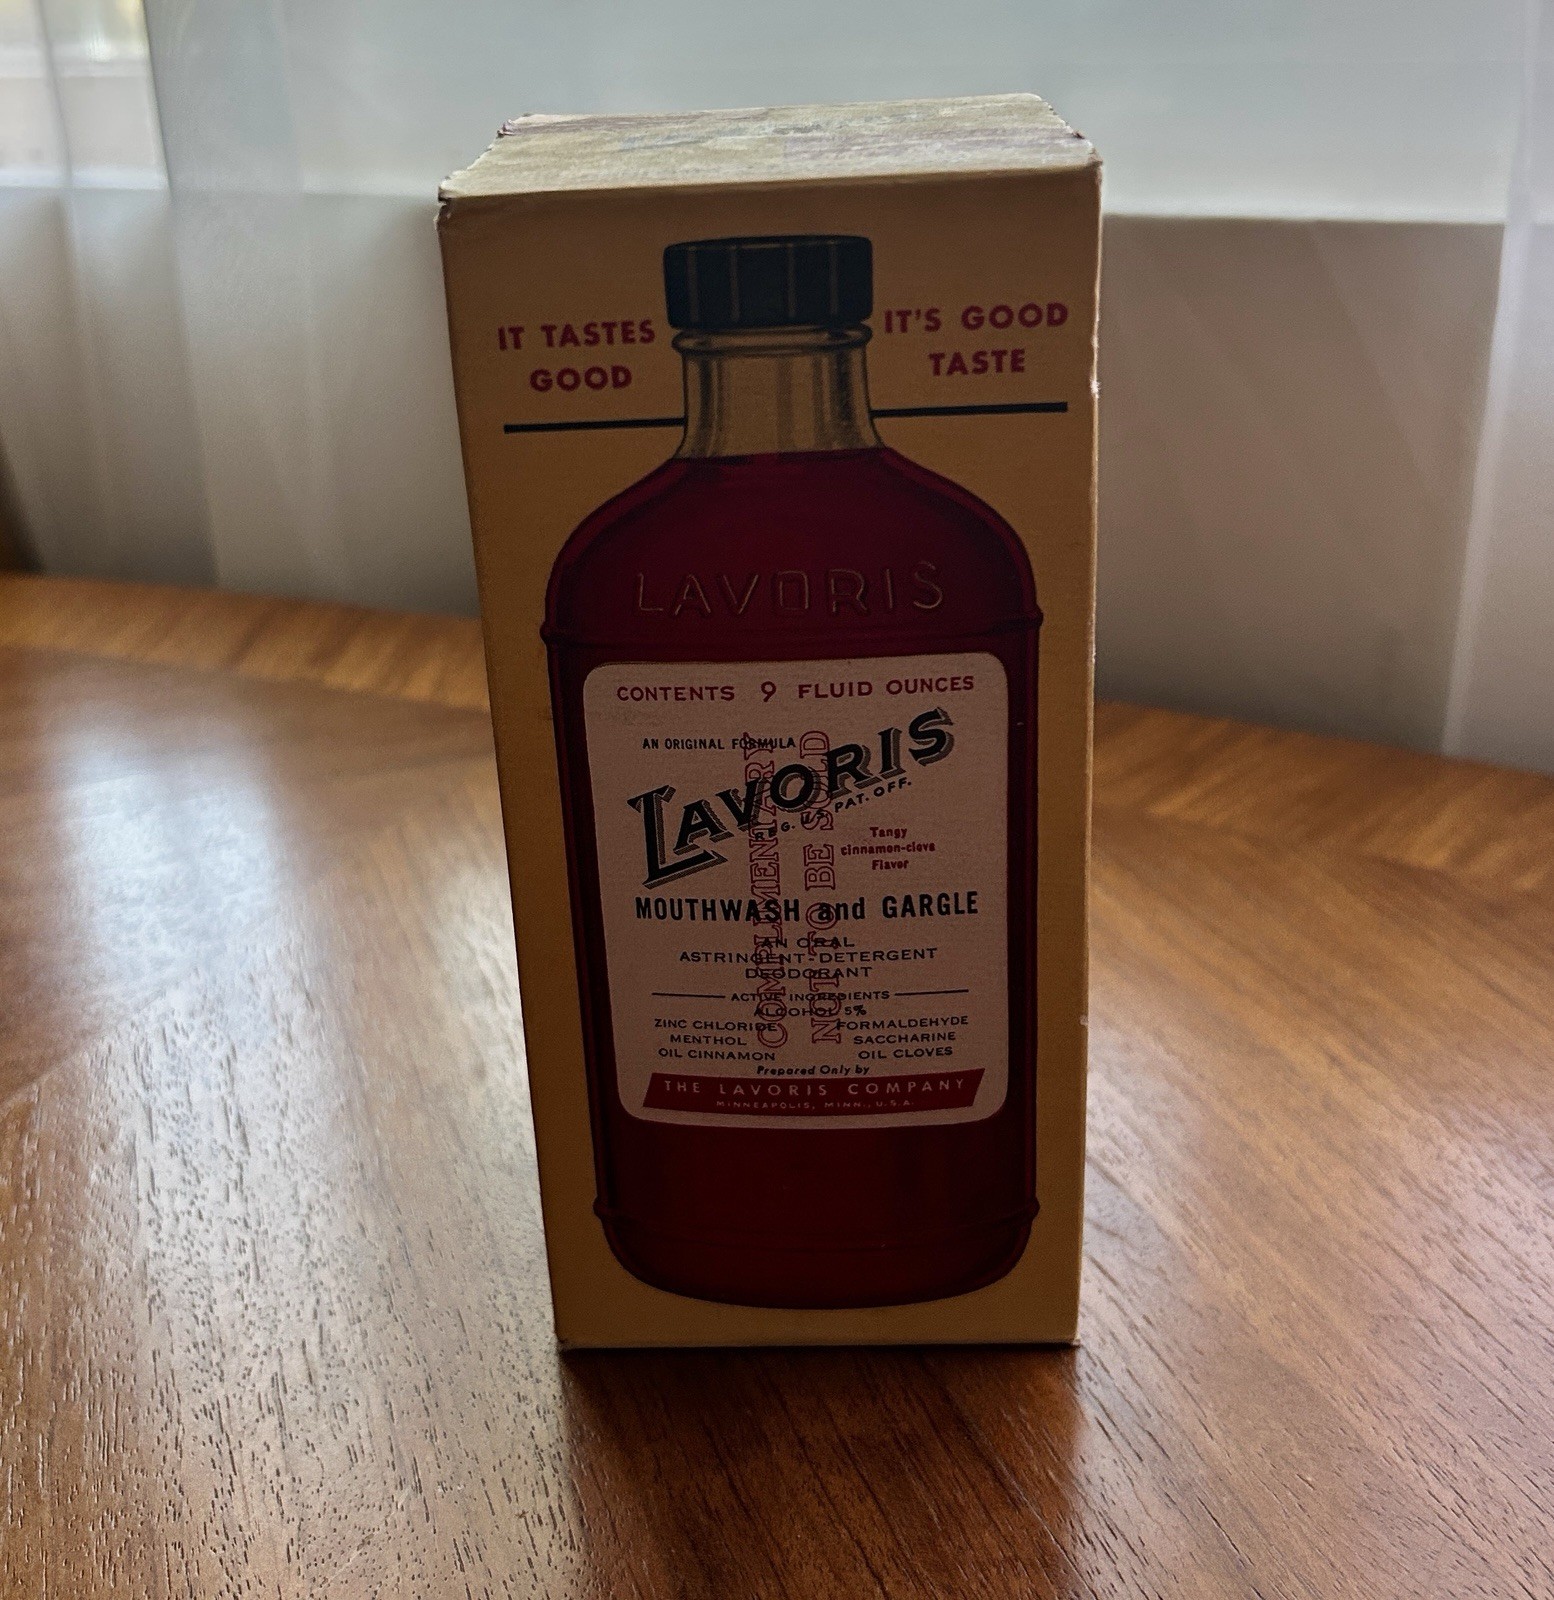 IT TASTES
GOOD
IT'S GOOD
TASTE
LAVORIS
CONTENTS 9 FLUID OUNCES
AN ORIGINAL FORMULA
LAVORIS
REG. U.S. PAT. OFF.
Tangy
cinnamon-clove
Flavor
MOUTHWASH and GARGLE
AN ORAL
ASTRINGENT-DETERGENT
DEODORANT
ACTIVE INGREDIENTS
ALCOHOL 5%
ZINC CHLORIDE FORMALDEHYDE
MENTHOL SACCHARINE
OIL CINNAMON OIL CLOVES
Prepared Only by
THE LAVORIS COMPANY
MINNEAPOLIS, MINN., U.S.A.
COMPLIMENTARY
NOT TO BE SOLD